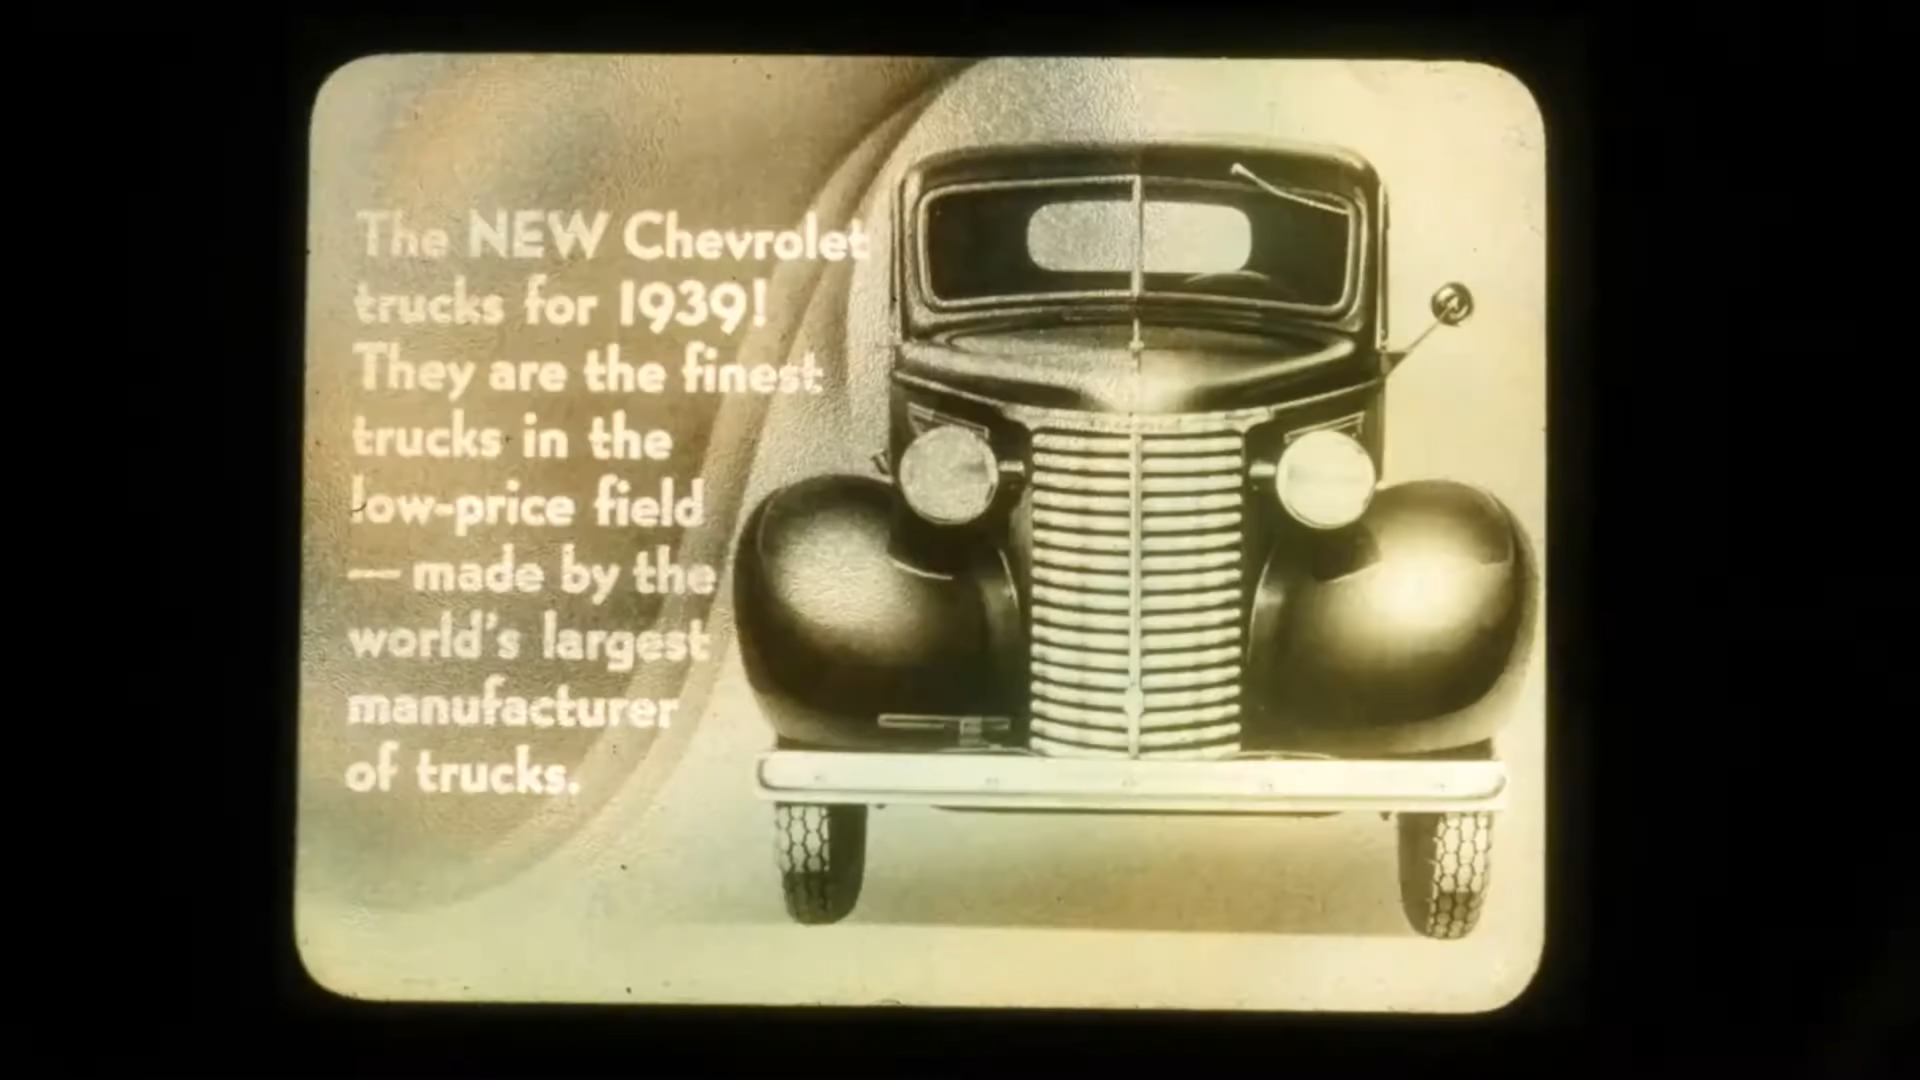 The NEW Chevrolet
trucks for 1939!
They are the finest
trucks in the
low-price field
— made by the
world's largest
manufacturer
of trucks.